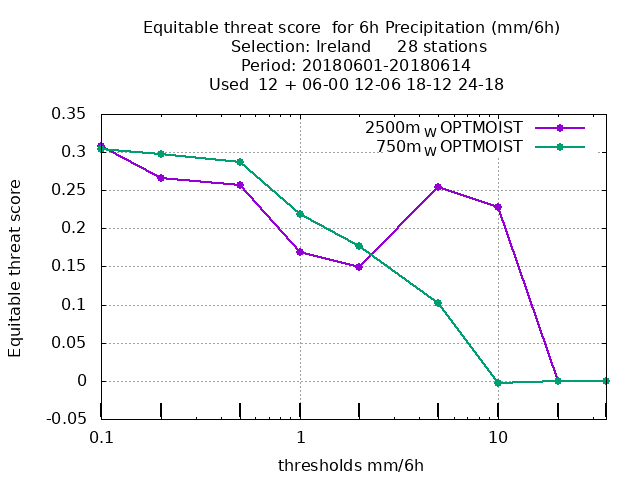 Equitable threat score  for 6h Precipitation (mm/6h)
Selection: Ireland     28 stations
Period: 20180601-20180614
Used  12 + 06-00 12-06 18-12 24-18
2500m W OPTMOIST
750m W OPTMOIST
Equitable threat score
0.35
0.3
0.25
0.2
0.15
0.1
0.05
0
-0.05
0.1
1
10
thresholds mm/6h